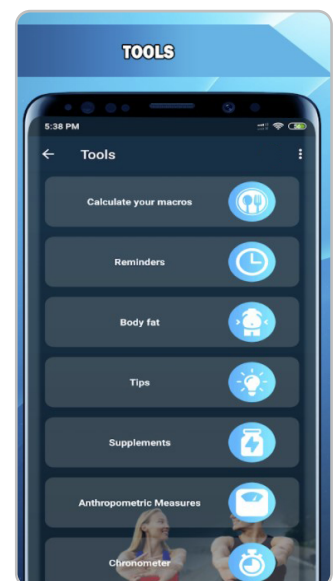 TOOLS
5:38 PM
Tools
Calculate your macros
Reminders
Body fat
Tips
Supplements
Anthropometric Measures
Chronometer